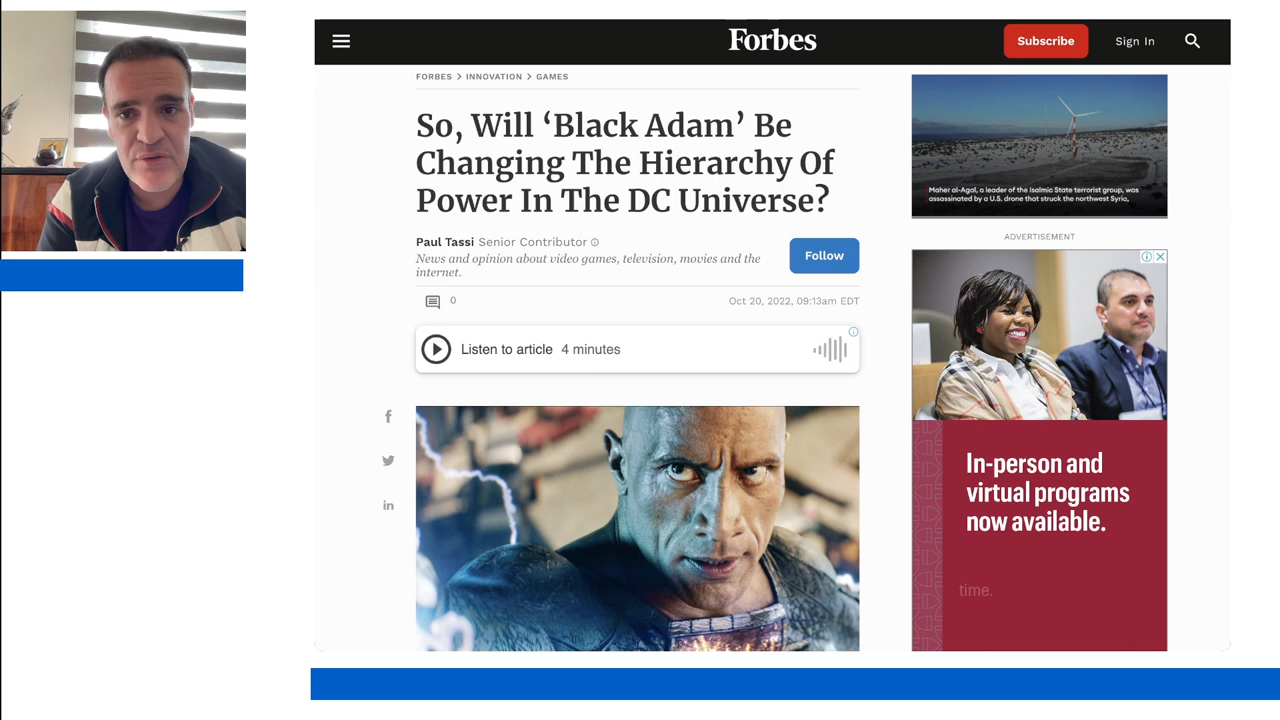 Forbes
Subscribe
Sign In
FORBES > INNOVATION > GAMES
So, Will ‘Black Adam’ Be
Changing The Hierarchy Of
Power In The DC Universe?
Paul Tassi Senior Contributor
News and opinion about video games, television, movies and the
internet.
Follow
0
Oct 20, 2022, 09:13am EDT
Listen to article 4 minutes
f
in
Maher al-Agal, a leader of the Isalmic State terrorist group, was
assassinated by a U.S. drone that struck the northwest Syria,
ADVERTISEMENT
In-person and
virtual programs
now available.
time.